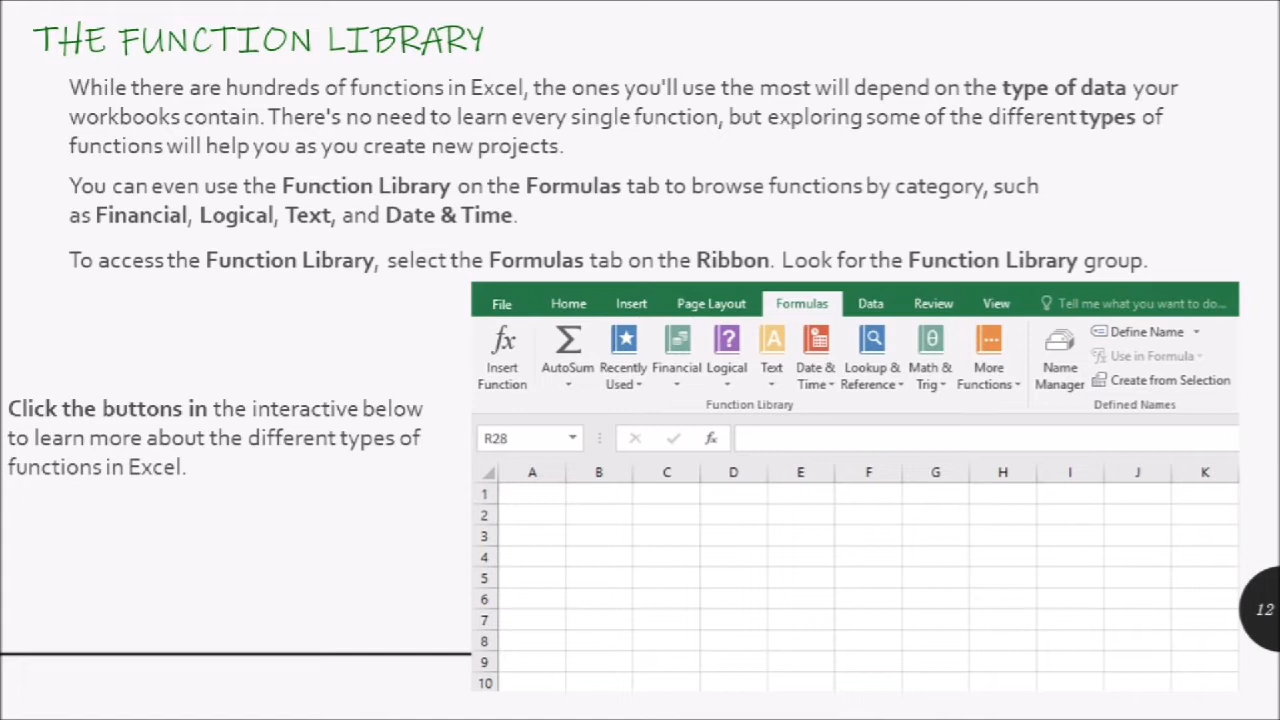 THE FUNCTION LIBRARY
While there are hundreds of functions in Excel, the ones you'll use the most will depend on the type of data your
workbooks contain. There's no need to learn every single function, but exploring some of the different types of
functions will help you as you create new projects.
You can even use the Function Library on the Formulas tab to browse functions by category, such
as Financial, Logical, Text, and Date & Time.
To access the Function Library, select the Formulas tab on the Ribbon. Look for the Function Library group.
Click the buttons in the interactive below
to learn more about the different types of
functions in Excel.
File Home Insert Page Layout Formulas Data Review View Tell me what you want to do...
fx Insert Function
AutoSum
Recently Used
Financial
Logical
Text
Date & Time
Lookup & Reference
Math & Trig
More Functions
Function Library
Name Manager
Define Name
Use in Formula
Create from Selection
Defined Names
R28 fx
A B C D E F G H I J K
1
2
3
4
5
6
7
8
9
10
12